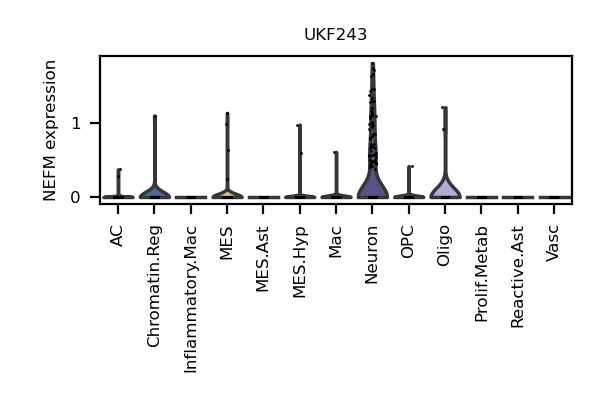 UKF243
NEFM expression
1
0
AC
Chromatin.Reg
Inflammatory.Mac
MES
MES.Ast
MES.Hyp
Mac
Neuron
OPC
Oligo
Prolif.Metab
Reactive.Ast
Vasc